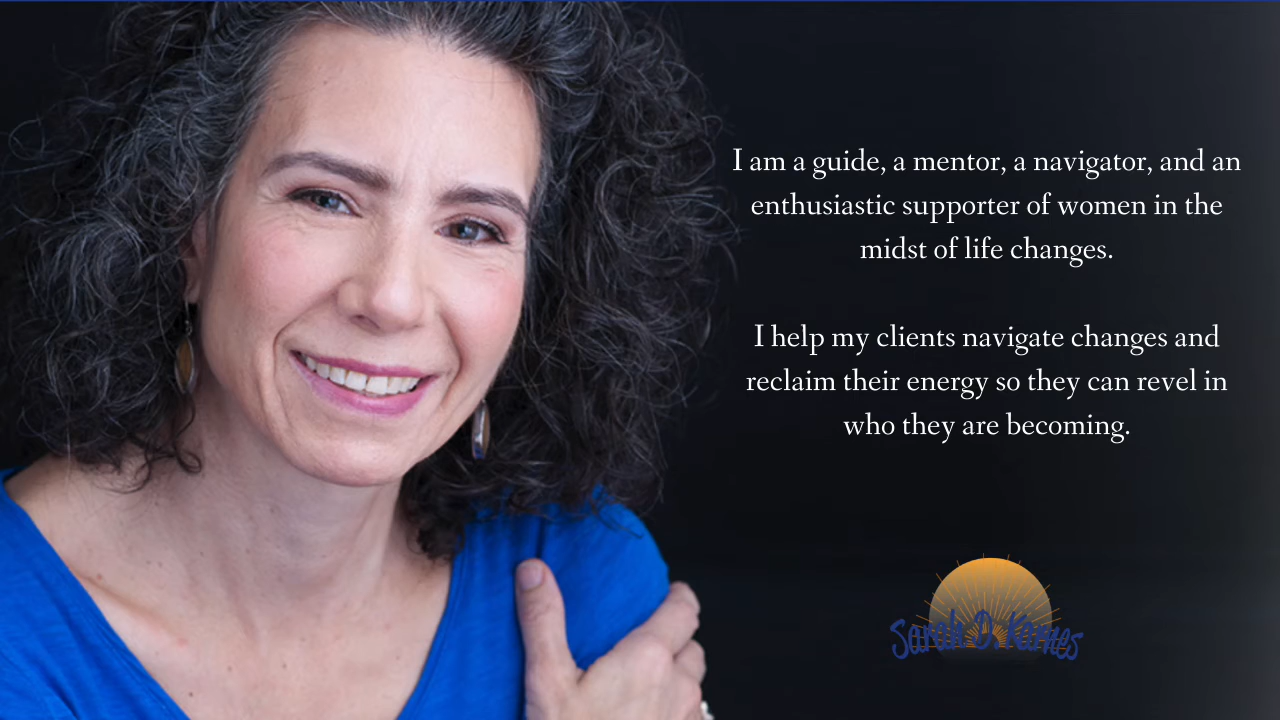 I am a guide, a mentor, a navigator, and an
enthusiastic supporter of women in the
midst of life changes.
I help my clients navigate changes and
reclaim their energy so they can revel in
who they are becoming.
Sarah D. Karnes